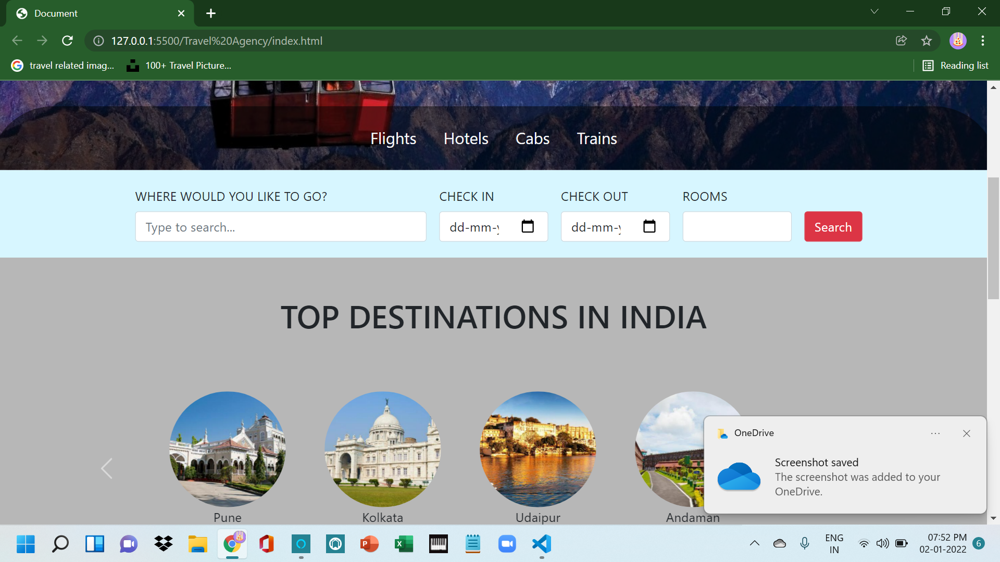 Document
127.0.0.1:5500/Travel%20Agency/index.html
travel related imag...
100+ Travel Picture...
Reading list
Flights Hotels Cabs Trains
WHERE WOULD YOU LIKE TO GO?
CHECK IN
CHECK OUT
ROOMS
Type to search...
dd-mm-y
dd-mm-y
Search
TOP DESTINATIONS IN INDIA
Pune
Kolkata
Udaipur
Andaman
OneDrive
Screenshot saved
The screenshot was added to your
OneDrive.
ENG
IN
07:52 PM
02-01-2022
6